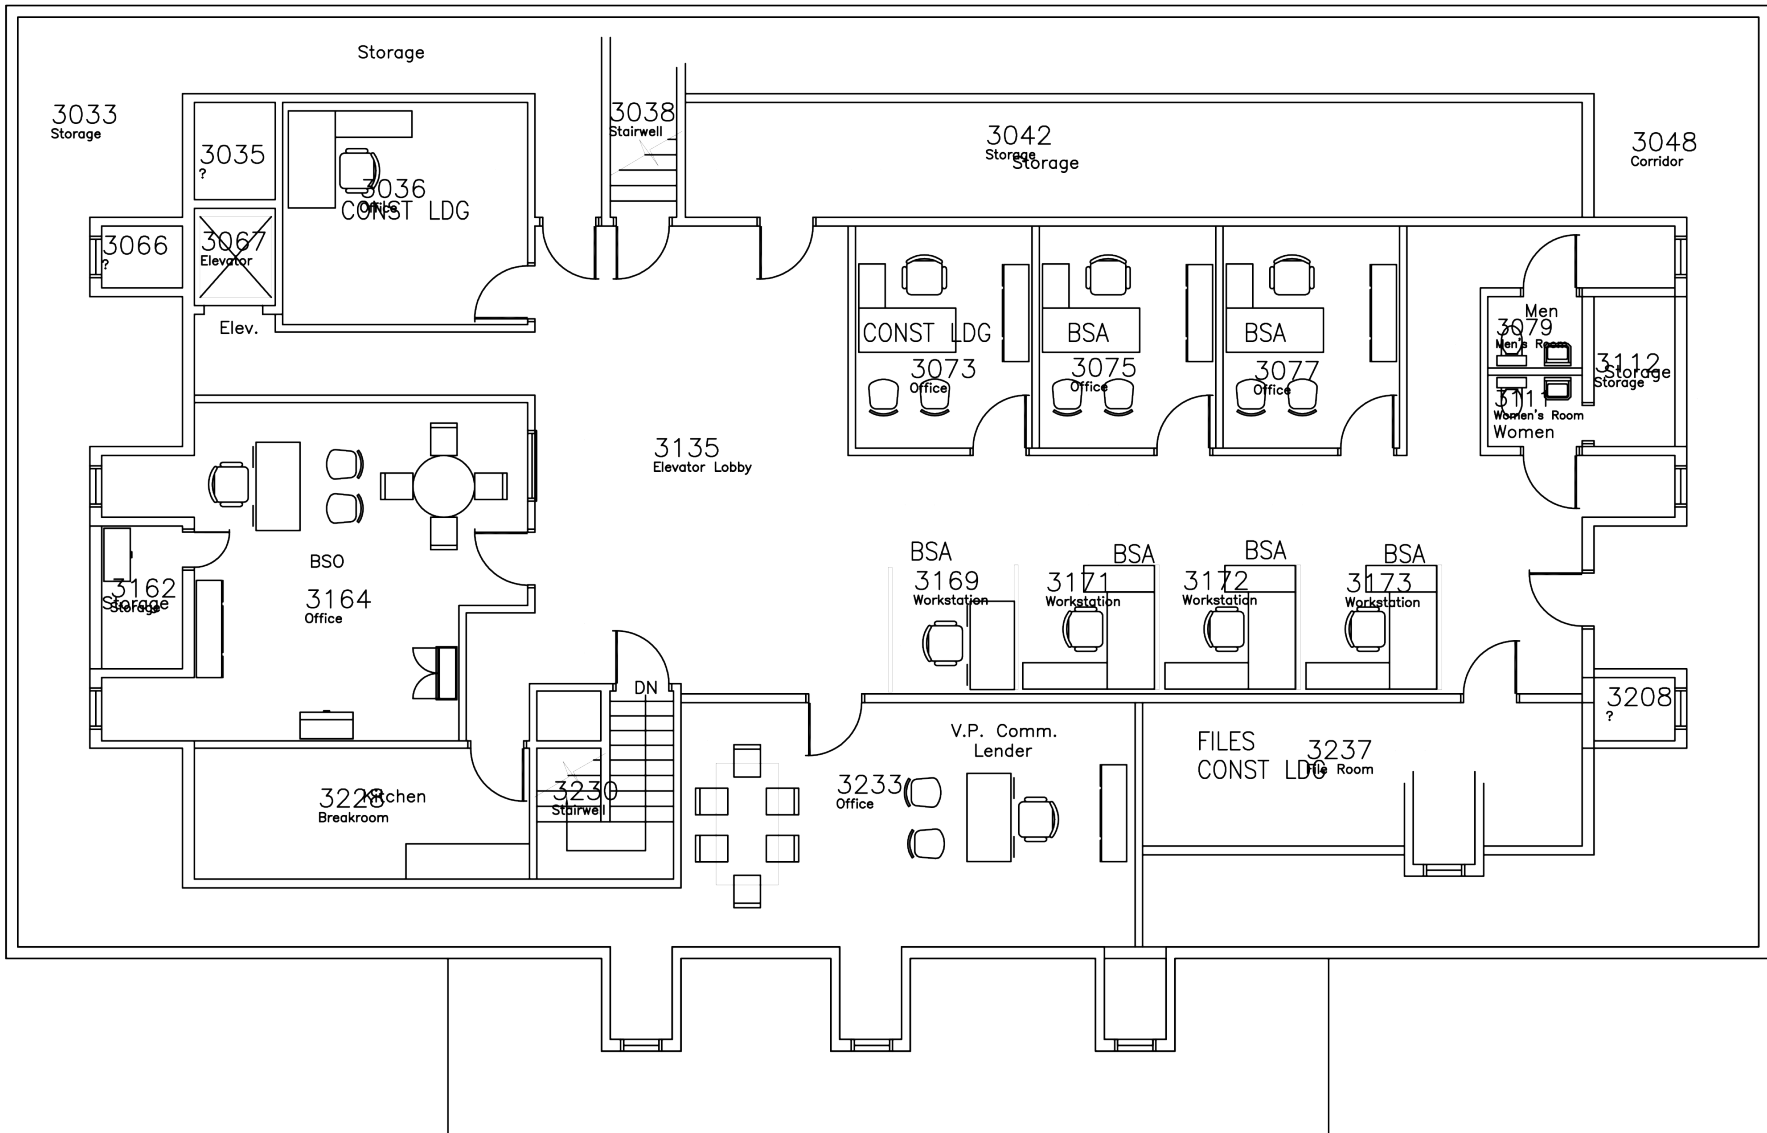 Storage
3033
Storage
3038
Stairwell
3042
Storage
Storage
3048
Corridor
3035
?
3036
Office
CONST LDG
3066
?
3067
Elevator
Elev.
Men
3079
Men's Room
CONST LDG
3073
Office
BSA
3075
Office
BSA
3077
Office
3112
Storage
Storage
3111
Women's Room
Women
3135
Elevator Lobby
BSO
3162
Storage
Storage
3164
Office
BSA
3169
Workstation
BSA
3171
Workstation
BSA
3172
Workstation
BSA
3173
Workstation
DN
3208
?
V.P. Comm.
Lender
FILES
CONST LDG
3237
File Room
3228
Kitchen
Breakroom
3230
Stairwell
3233
Office